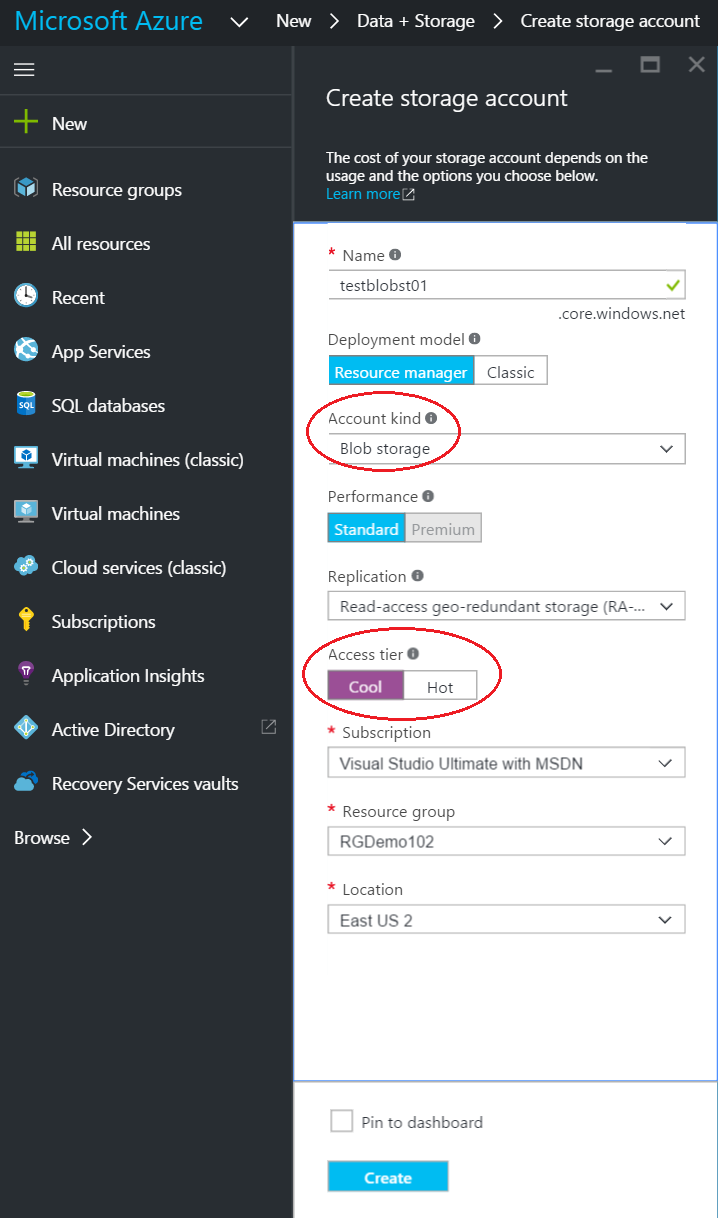 Microsoft Azure New Data + Storage Create storage account
New
Resource groups
All resources
Recent
App Services
SQL databases
Virtual machines (classic)
Virtual machines
Cloud services (classic)
Subscriptions
Application Insights
Active Directory
Recovery Services vaults
Browse
Create storage account
The cost of your storage account depends on the
usage and the options you choose below.
Learn more
* Name
testblobst01
.core.windows.net
Deployment model
Resource manager Classic
Account kind
Blob storage
Performance
Standard Premium
Replication
Read-access geo-redundant storage (RA-...
Access tier
Cool Hot
* Subscription
Visual Studio Ultimate with MSDN
* Resource group
RGDemo102
* Location
East US 2
Pin to dashboard
Create